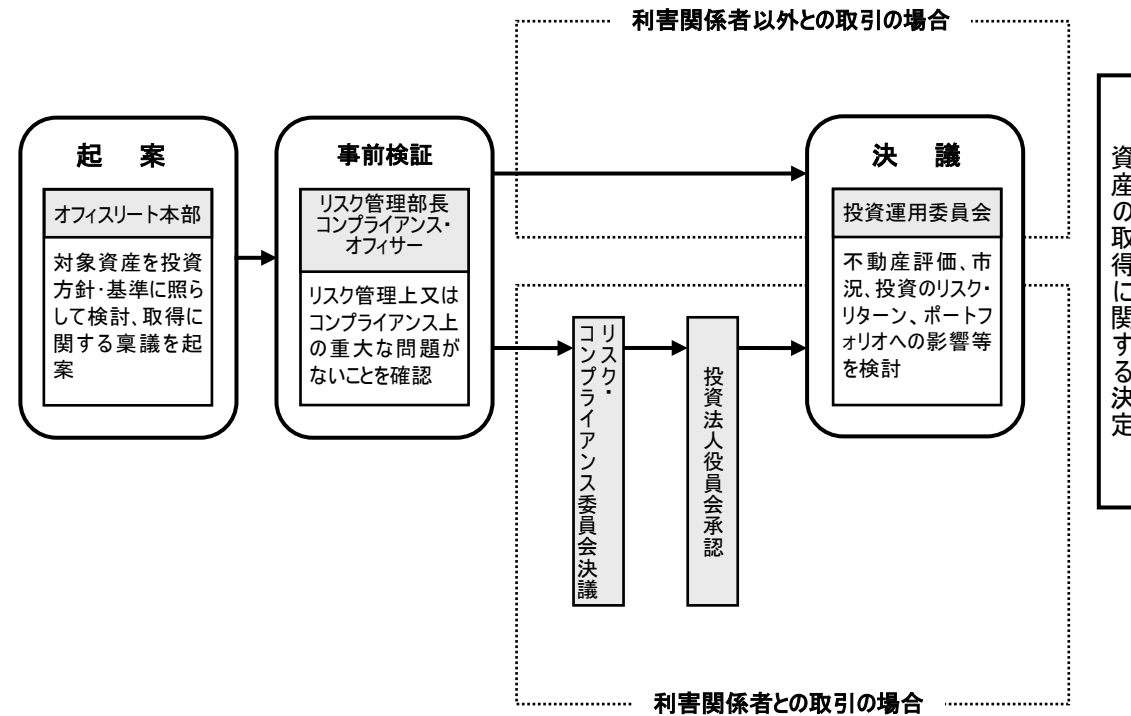 利害関係者以外との取引の場合
起 案
オフィスリート本部
対象資産を投資
方針・基準に照ら
して検討、取得に
関する稟議を起
案
事前検証
リスク管理部長
コンプライアンス・
オフィサー
リスク管理上又は
コンプライアンス上
の重大な問題が
ないことを確認
リスク・
コンプライアンス委員会決議
投資法人役員会承認
決 議
投資運用委員会
不動産評価、市
況、投資のリスク・
リターン、ポートフ
ォリオへの影響等
を検討
資産の取得に関する決定
利害関係者との取引の場合